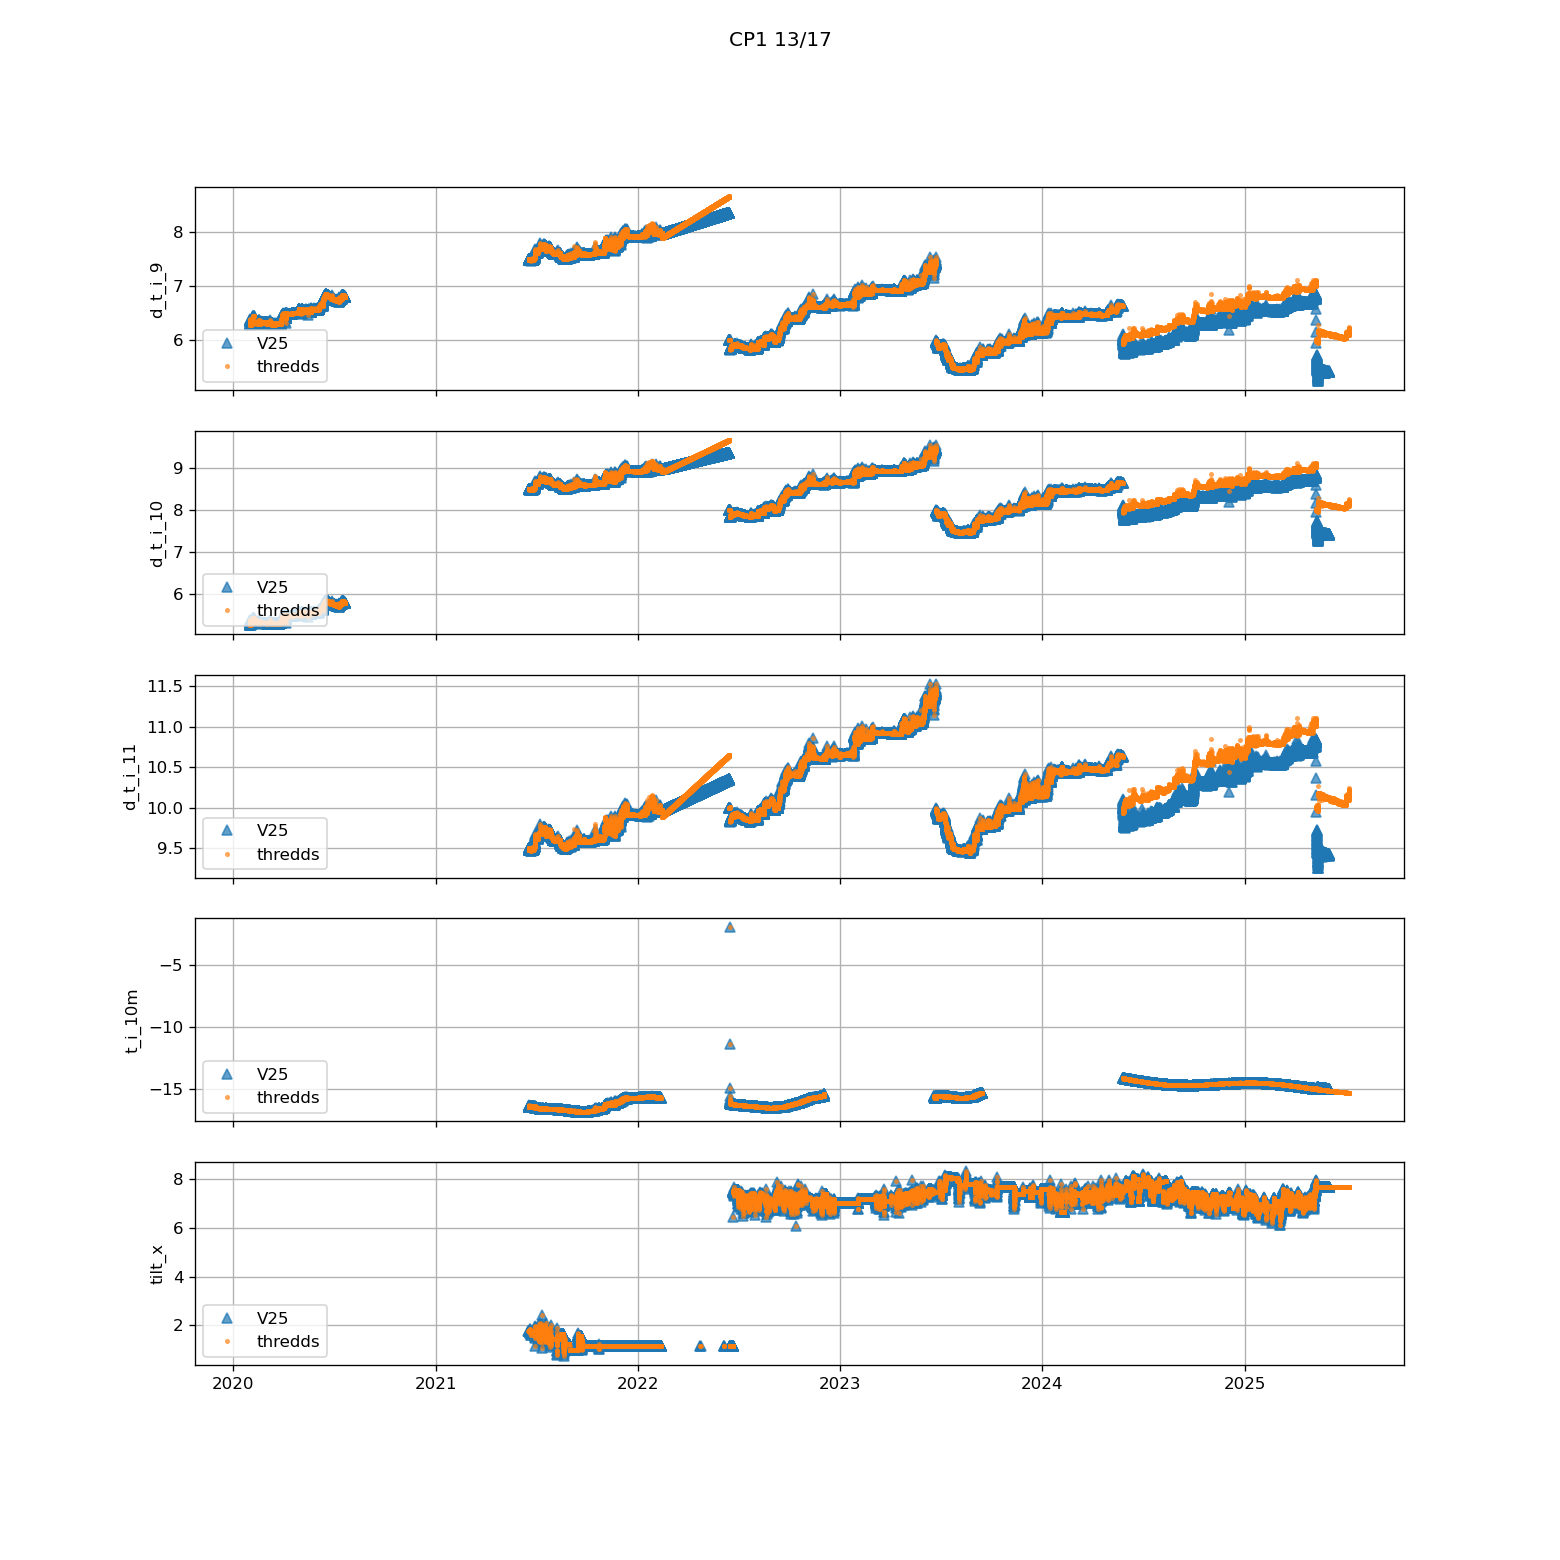 CP1 13/17
8
7
6
d_t_i_9
V25
thredds
9
8
7
6
d_t_i_10
V25
thredds
11.5
11.0
10.5
10.0
9.5
d_t_i_11
V25
thredds
−5
−10
−15
t_i_10m
V25
thredds
8
6
4
2
tilt_x
V25
thredds
2020 2021 2022 2023 2024 2025